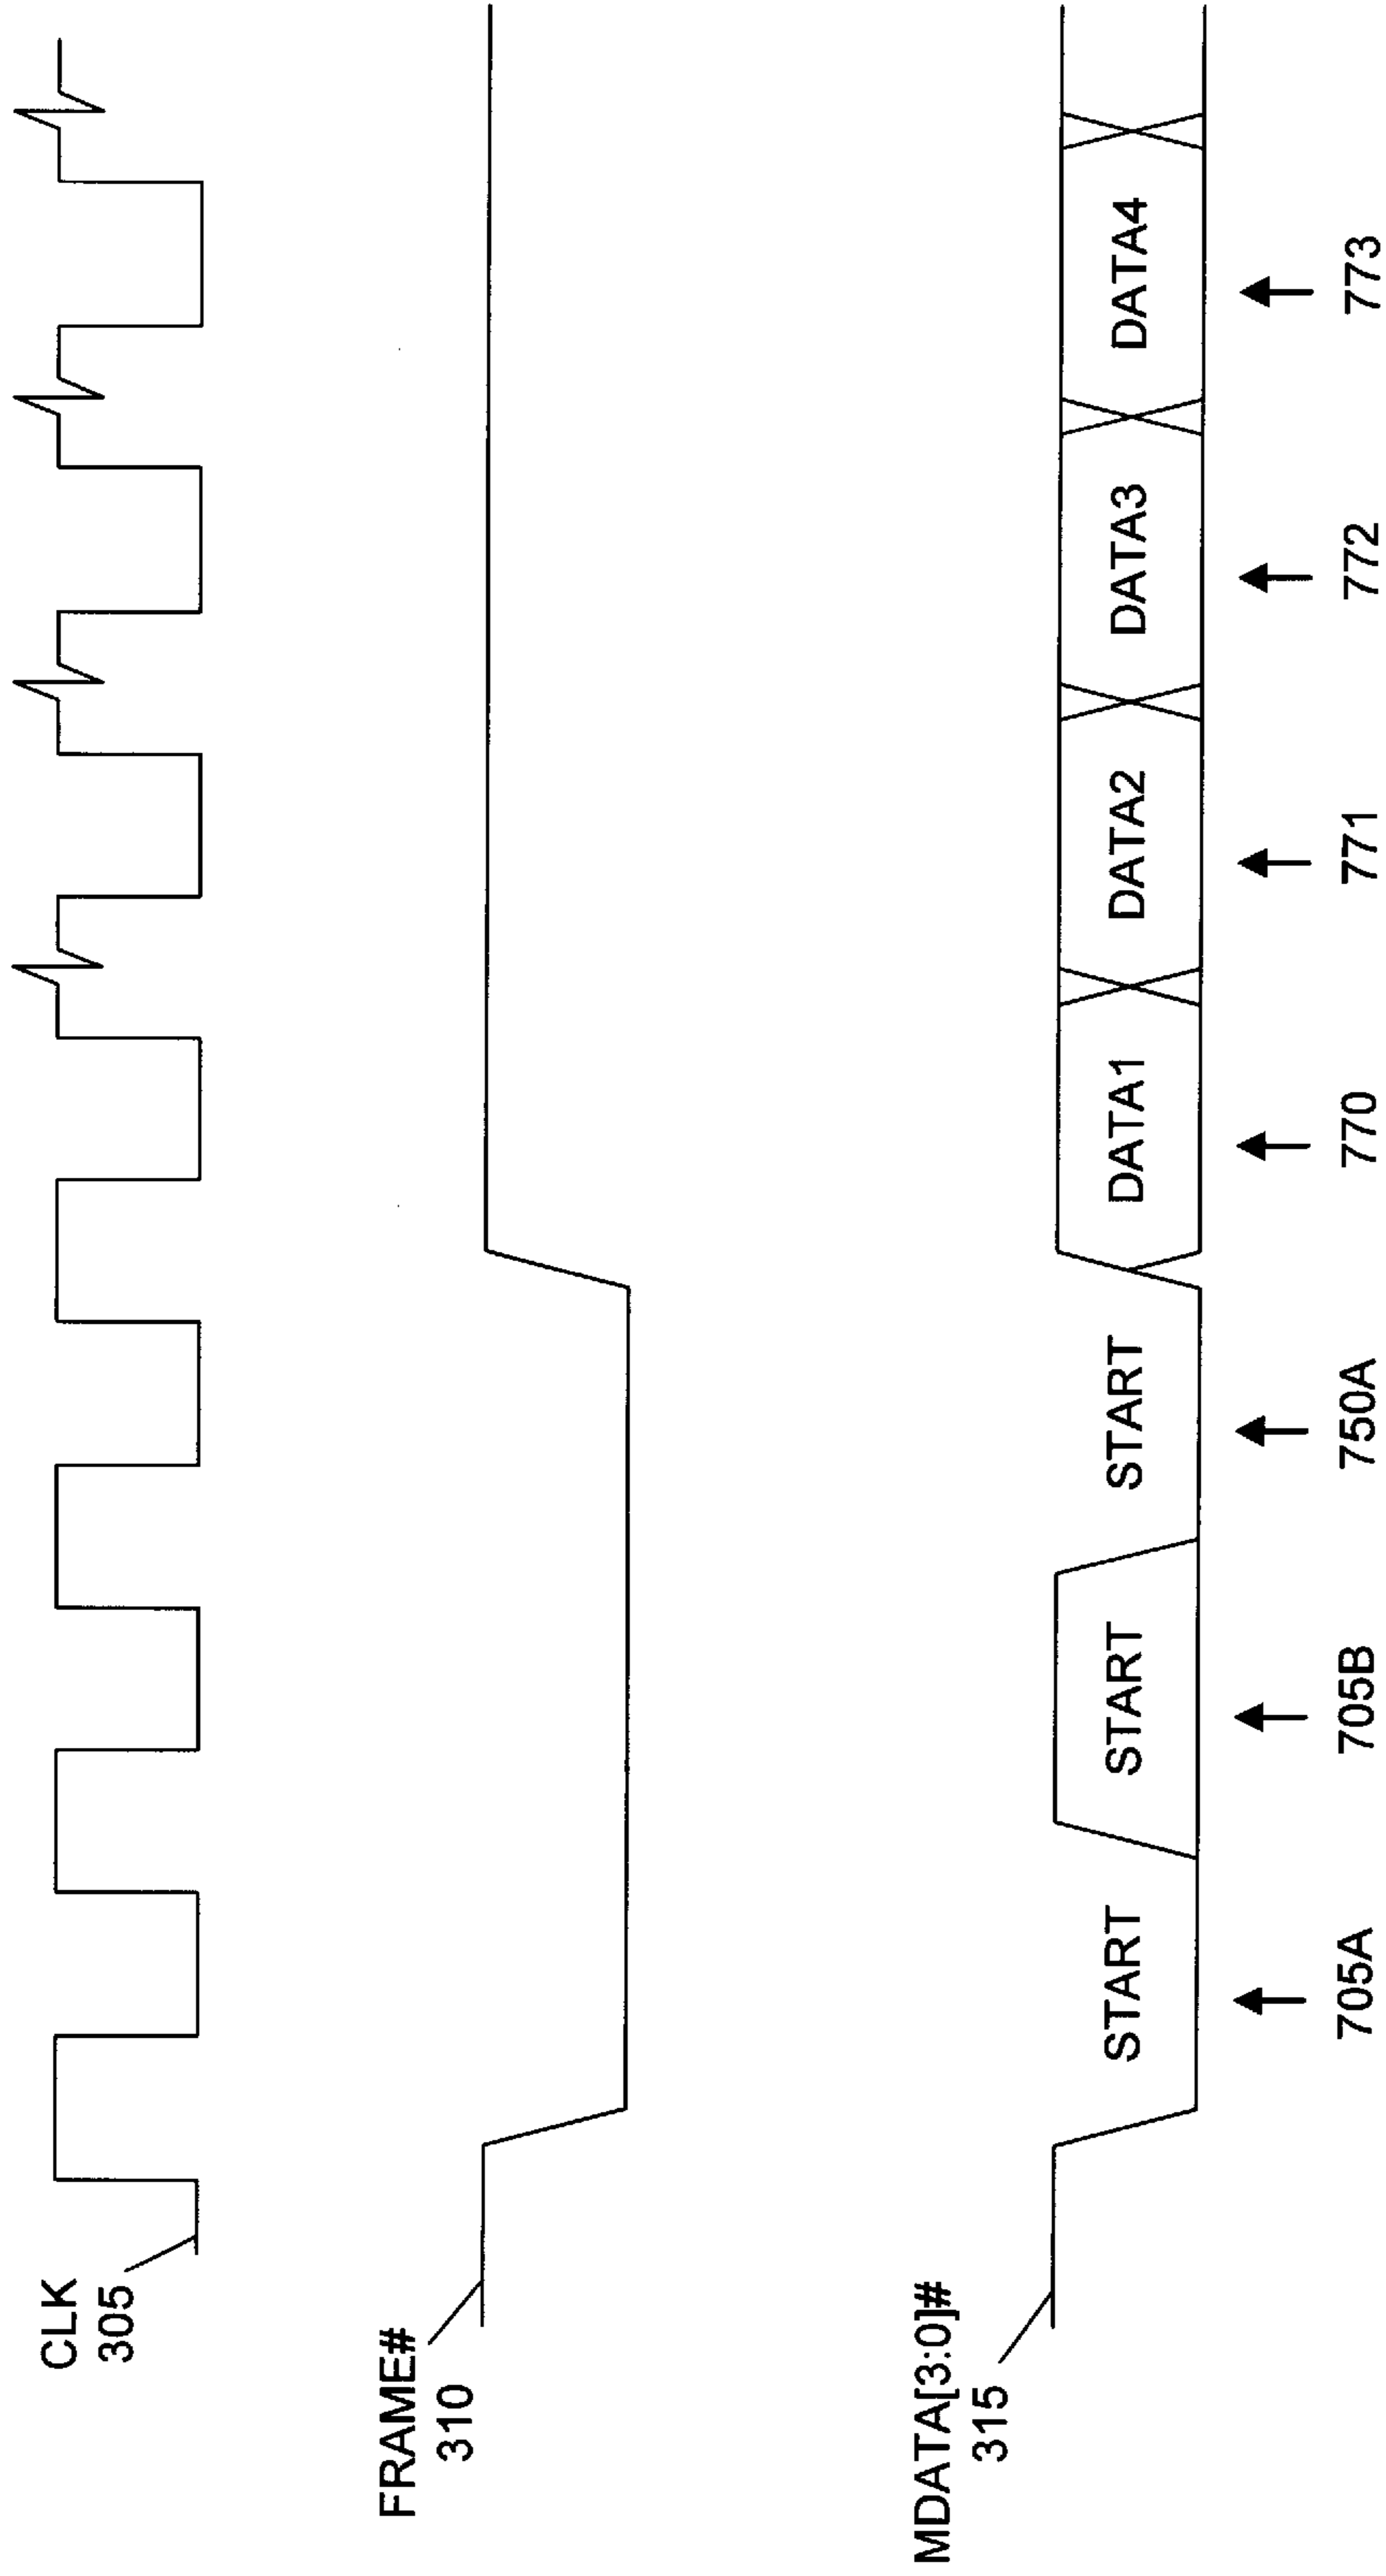 CLK
305
FRAME#
310
MDATA[3:0]#
315
START
START
START
DATA1
DATA2
DATA3
DATA4
705A
705B
750A
770
771
772
773